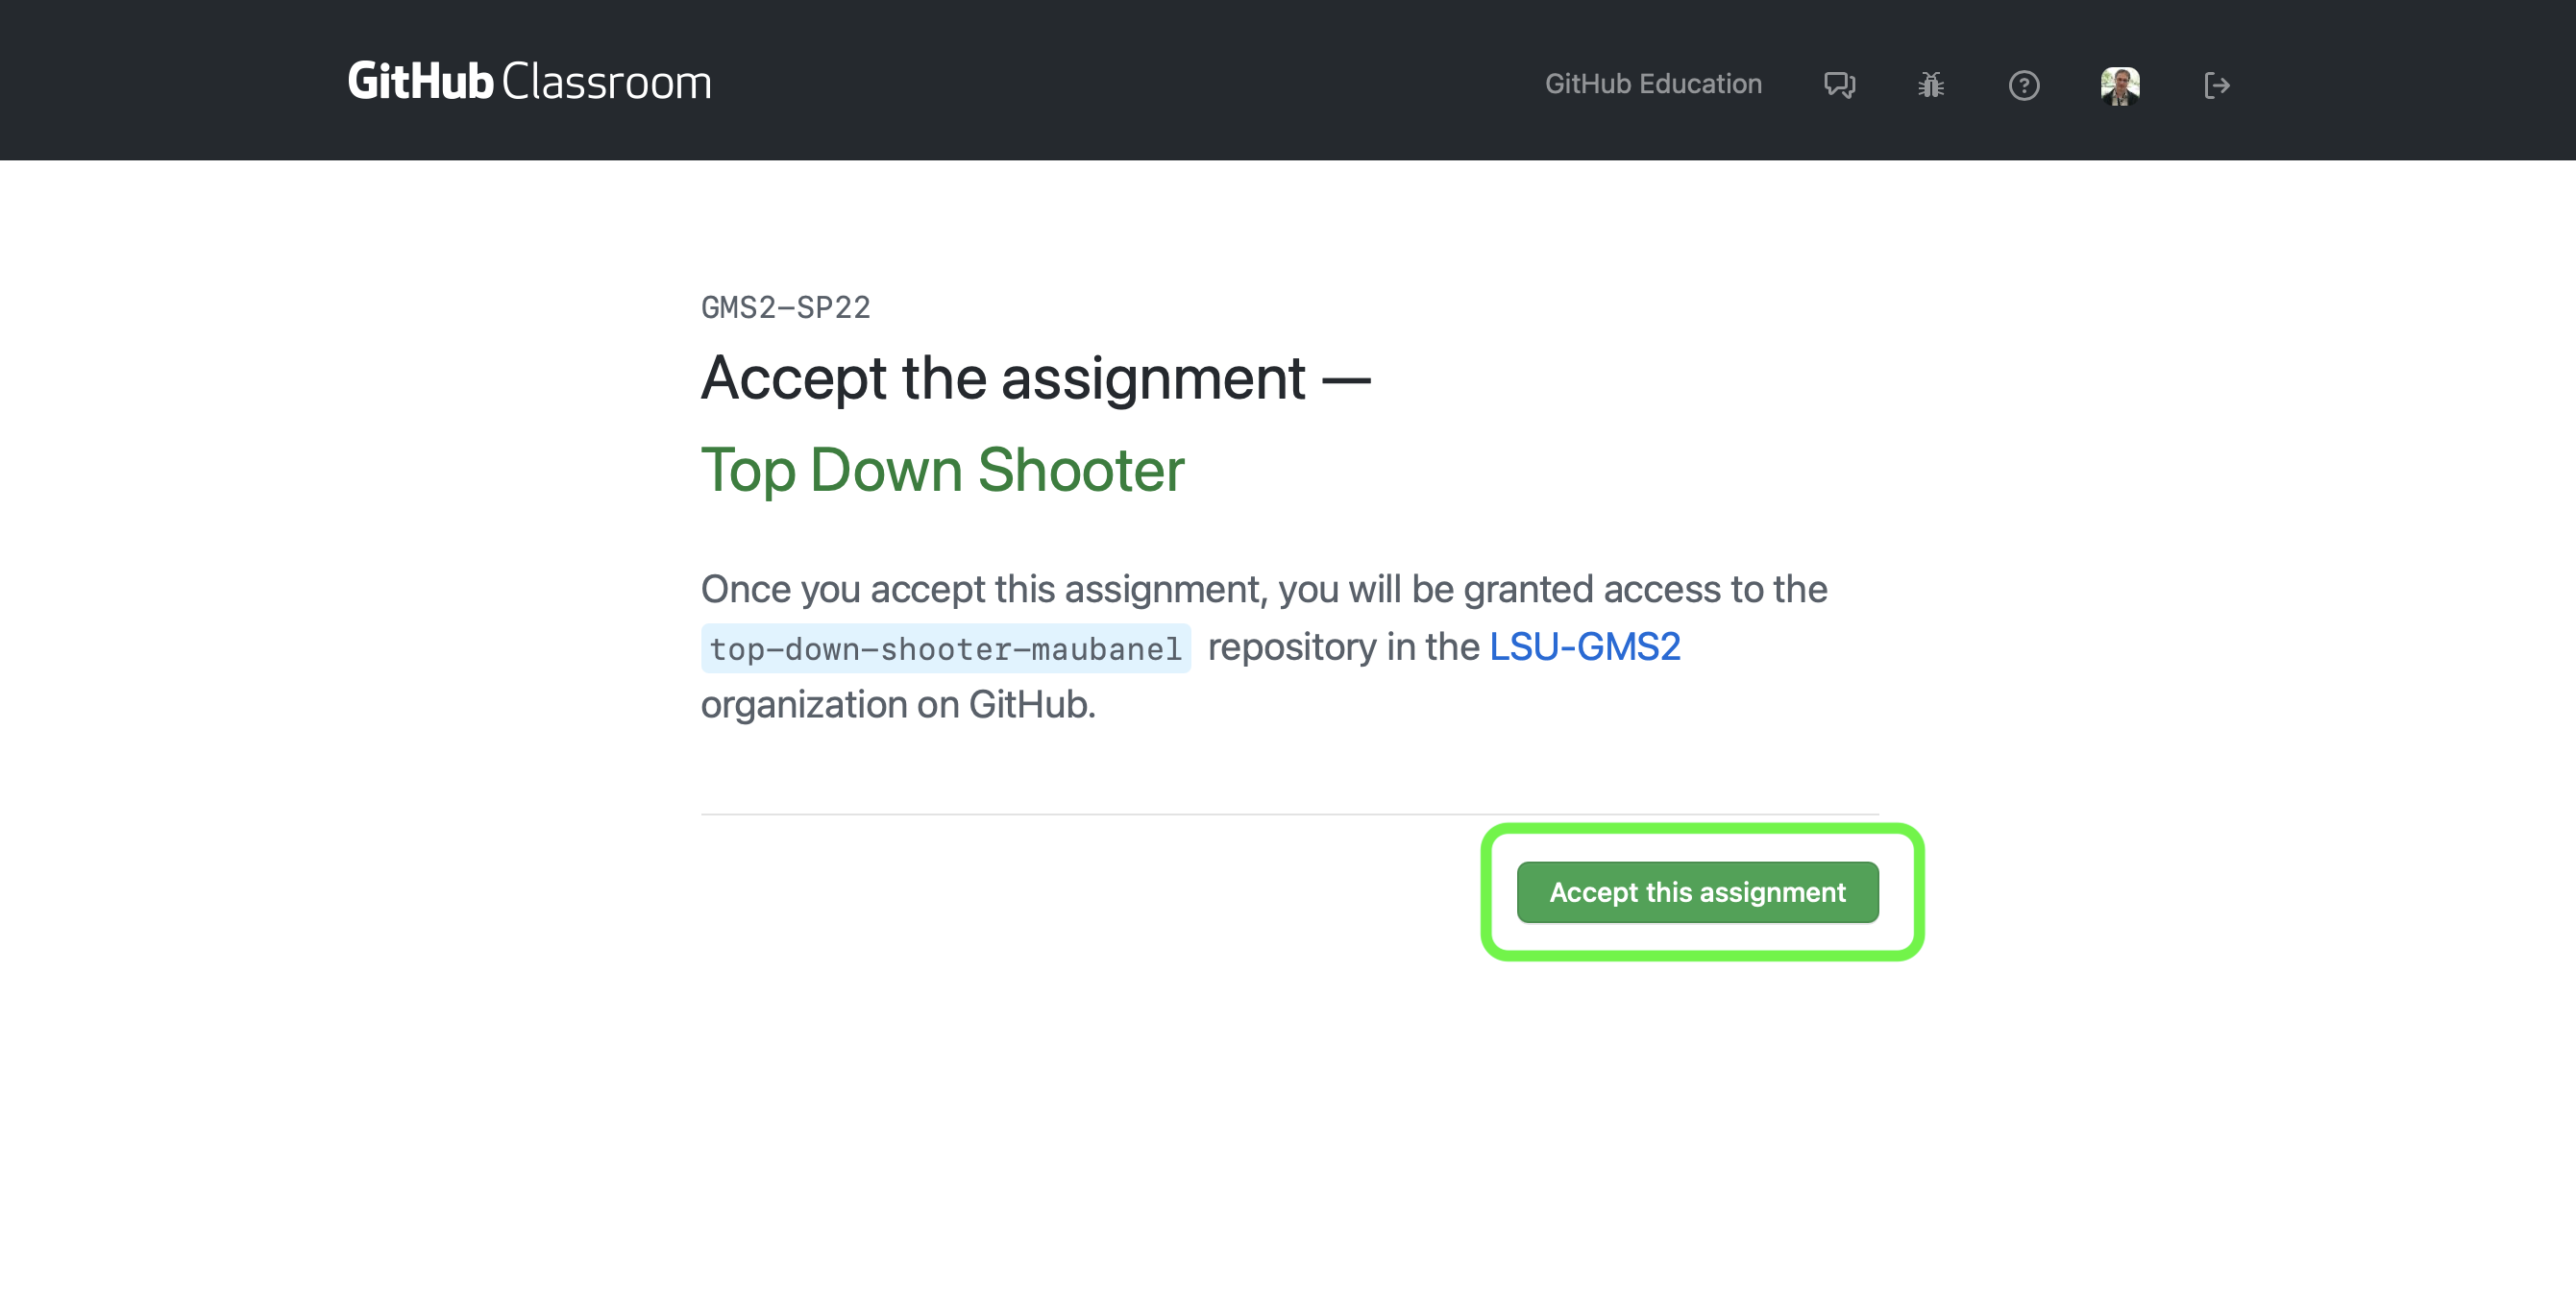 GitHub Classroom
GitHub Education
GMS2-SP22
Accept the assignment —
Top Down Shooter
Once you accept this assignment, you will be granted access to the
top-down-shooter-maubanel repository in the LSU-GMS2
organization on GitHub.
Accept this assignment